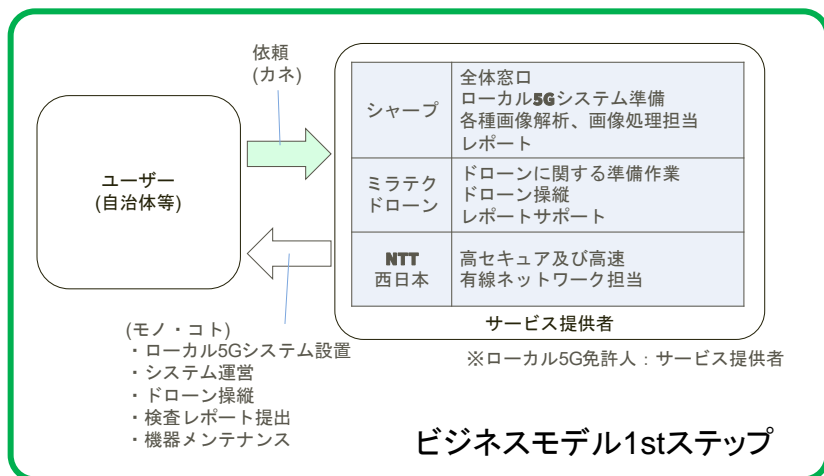 依頼
(カネ)
ユーザー
(自治体等)
シャープ
全体窓口
ローカル5Gシステム準備
各種画像解析、画像処理担当
レポート
ミラテク
ドローン
ドローンに関する準備作業
ドローン操縦
レポートサポート
NTT
西日本
高セキュア及び高速
有線ネットワーク担当
サービス提供者
※ローカル5G免許人：サービス提供者
(モノ・コト)
・ローカル5Gシステム設置
・システム運営
・ドローン操縦
・検査レポート提出
・機器メンテナンス
ビジネスモデル1stステップ